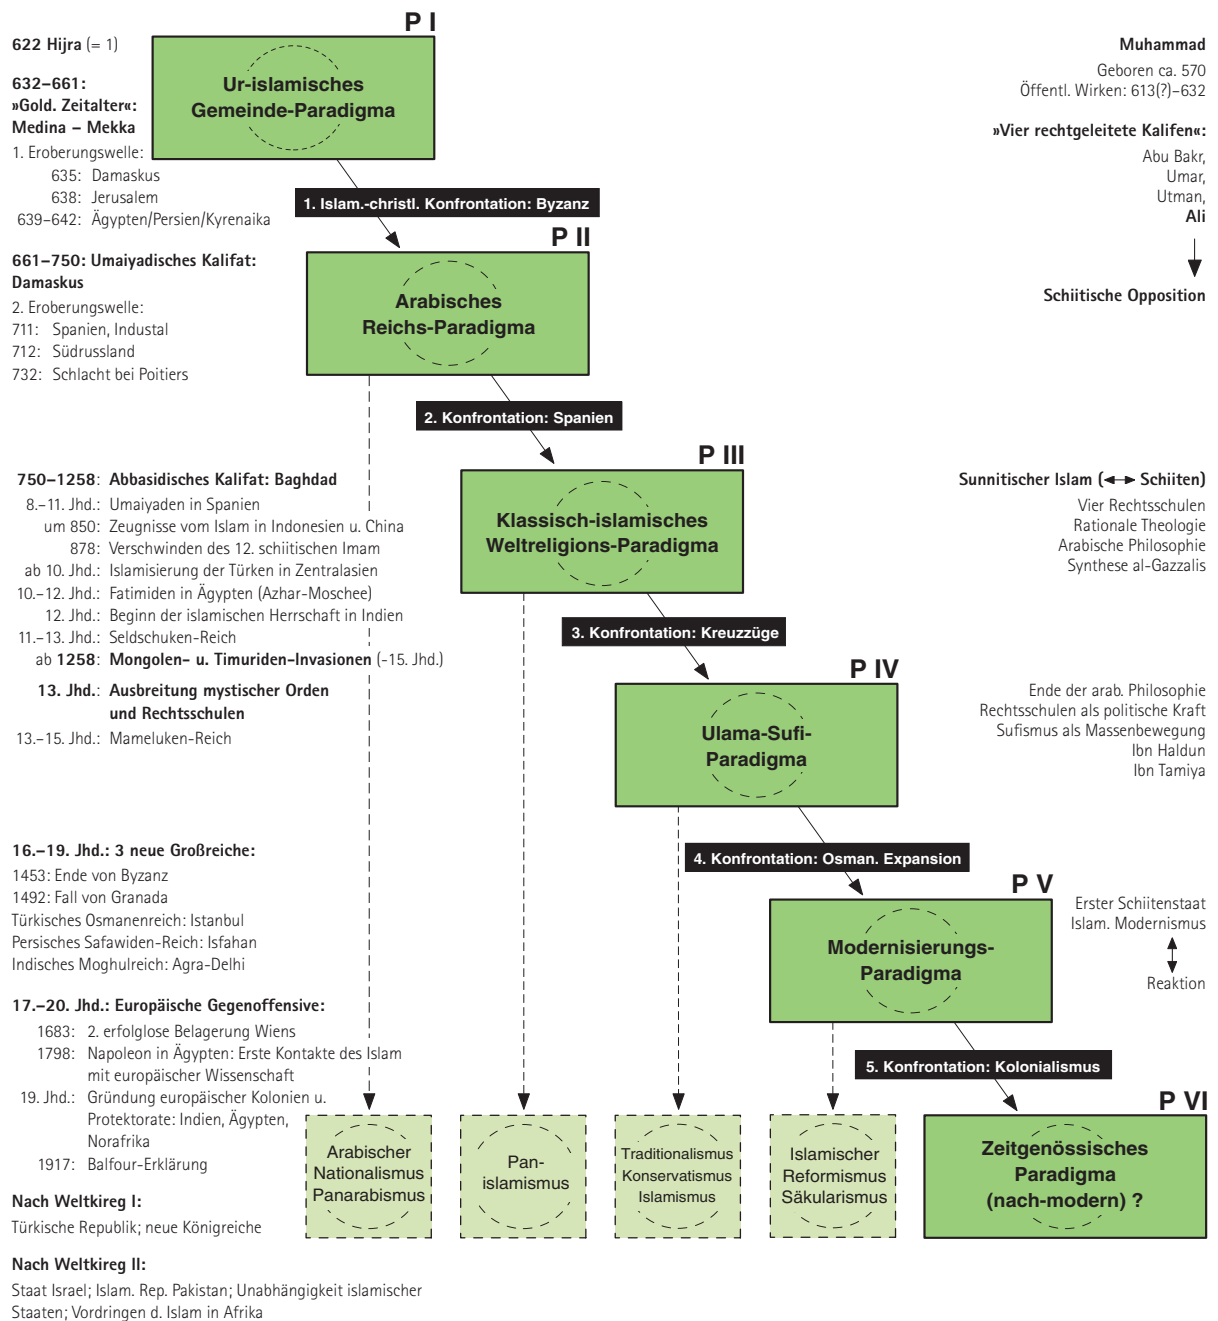 P I
622 Hijra (= 1)
632–661:
»Gold. Zeitalter«:
Medina – Mekka
1. Eroberungswelle:
635: Damaskus
638: Jerusalem
639–642: Ägypten/Persien/Kyrenaika
Ur-islamisches
Gemeinde-Paradigma
Muhammad
Geboren ca. 570
Öffentl. Wirken: 613(?)–632
»Vier rechtgeleitete Kalifen«:
Abu Bakr,
Umar,
Utman,
Ali
Schiitische Opposition
1. Islam.-christl. Konfrontation: Byzanz
P II
661–750: Umaiyadisches Kalifat:
Damaskus
2. Eroberungswelle:
711: Spanien, Industal
712: Südrussland
732: Schlacht bei Poitiers
Arabisches
Reichs-Paradigma
2. Konfrontation: Spanien
P III
750–1258: Abbasidisches Kalifat: Baghdad
8.–11. Jhd.: Umaiyaden in Spanien
um 850: Zeugnisse vom Islam in Indonesien u. China
878: Verschwinden des 12. schiitischen Imam
ab 10. Jhd.: Islamisierung der Türken in Zentralasien
10.–12. Jhd.: Fatimiden in Ägypten (Azhar-Moschee)
12. Jhd.: Beginn der islamischen Herrschaft in Indien
11.–13. Jhd.: Seldschuken-Reich
ab 1258: Mongolen- u. Timuriden-Invasionen (-15. Jhd.)
13. Jhd.: Ausbreitung mystischer Orden
und Rechtsschulen
13.–15. Jhd.: Mameluken-Reich
Klassisch-islamisches
Weltreligions-Paradigma
Sunnitischer Islam (↔ Schiiten)
Vier Rechtsschulen
Rationale Theologie
Arabische Philosophie
Synthese al-Gazzalis
3. Konfrontation: Kreuzzüge
P IV
Ulama-Sufi-
Paradigma
Ende der arab. Philosophie
Rechtsschulen als politische Kraft
Sufismus als Massenbewegung
Ibn Haldun
Ibn Tamiya
4. Konfrontation: Osman. Expansion
P V
16.–19. Jhd.: 3 neue Großreiche:
1453: Ende von Byzanz
1492: Fall von Granada
Türkisches Osmanenreich: Istanbul
Persisches Safawiden-Reich: Isfahan
Indisches Moghulreich: Agra-Delhi
Modernisierungs-
Paradigma
Erster Schiitenstaat
Islam. Modernismus
Reaktion
17.–20. Jhd.: Europäische Gegenoffensive:
1683: 2. erfolglose Belagerung Wiens
1798: Napoleon in Ägypten: Erste Kontakte des Islam
mit europäischer Wissenschaft
19. Jhd.: Gründung europäischer Kolonien u.
Protektorate: Indien, Ägypten,
Norafrika
1917: Balfour-Erklärung
5. Konfrontation: Kolonialismus
P VI
Arabischer
Nationalismus
Panarabismus
Pan-
islamismus
Traditionalismus
Konservatismus
Islamismus
Islamischer
Reformismus
Säkularismus
Zeitgenössisches
Paradigma
(nach-modern) ?
Nach Weltkireg I:
Türkische Republik; neue Königreiche
Nach Weltkireg II:
Staat Israel; Islam. Rep. Pakistan; Unabhängigkeit islamischer
Staaten; Vordringen d. Islam in Afrika